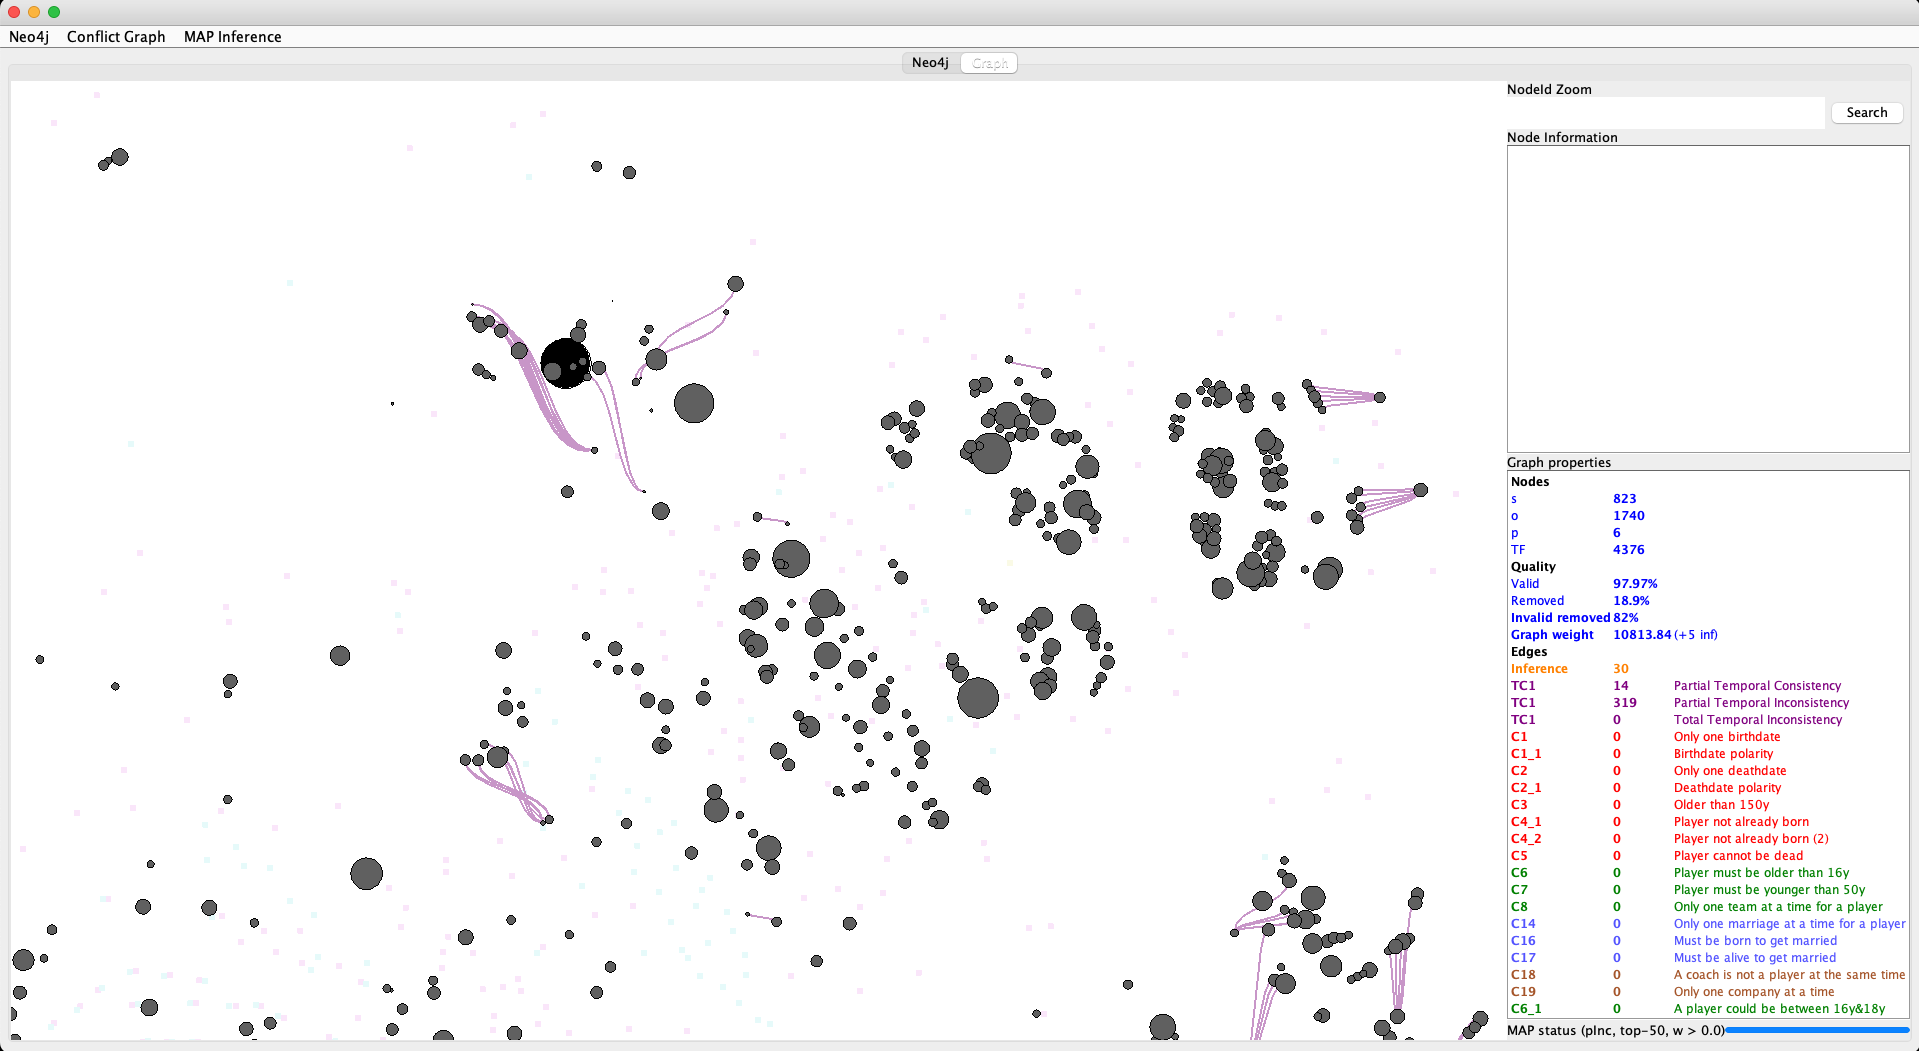 Neo4j Conflict Graph MAP Inference
Neo4j Graph
NodeId Zoom
Search
Node Information
Graph properties
Nodes
s 823
o 1740
p 6
TF 4376
Quality
Valid 97.97%
Removed 18.9%
Invalid removed 82%
Graph weight 10813.84 (+5 inf)
Edges
Inference 30
TC1 14 Partial Temporal Consistency
TC1 319 Partial Temporal Inconsistency
TC1 0 Total Temporal Inconsistency
C1 0 Only one birthdate
C1_1 0 Birthdate polarity
C2 0 Only one deathdate
C2_1 0 Deathdate polarity
C3 0 Older than 150y
C4_1 0 Player not already born
C4_2 0 Player not already born (2)
C5 0 Player cannot be dead
C6 0 Player must be older than 16y
C7 0 Player must be younger than 50y
C8 0 Only one team at a time for a player
C14 0 Only one marriage at a time for a player
C16 0 Must be born to get married
C17 0 Must be alive to get married
C18 0 A coach is not a player at the same time
C19 0 Only one company at a time
C6_1 0 A player could be between 16y&18y
MAP status (pInc, top-50, w > 0.0)